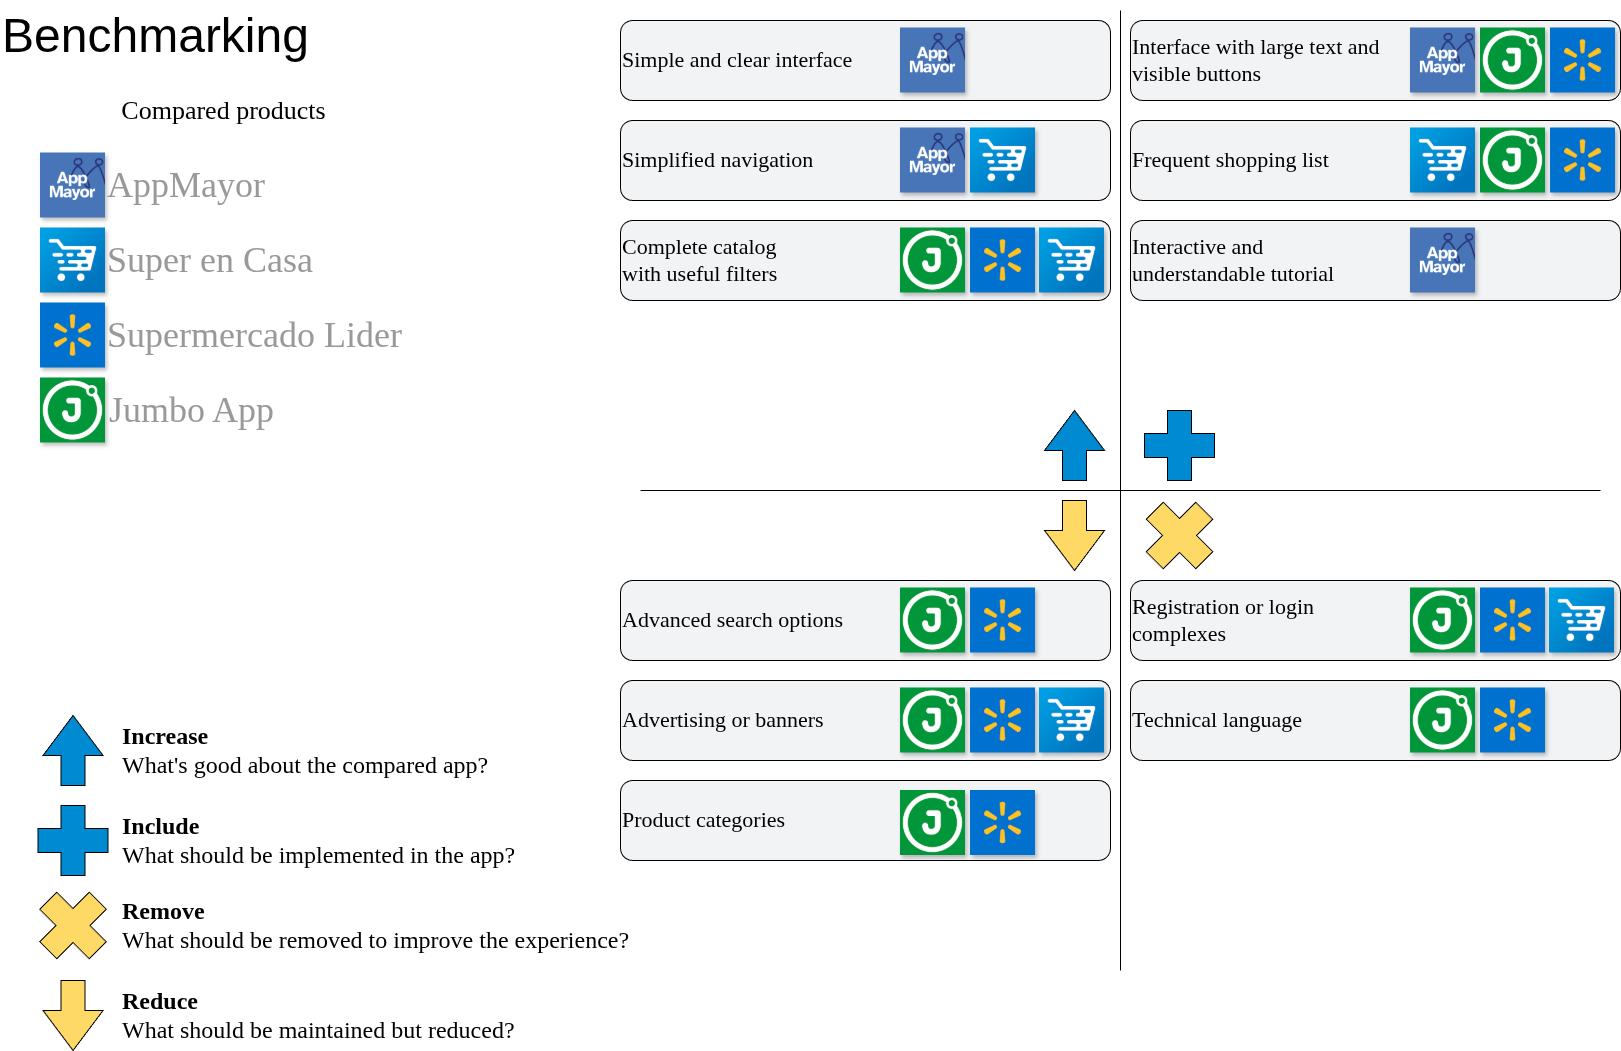 Benchmarking
Compared products
App
Mayor
AppMayor
Super en Casa
Supermercado Lider
J
Jumbo App
Simple and clear interface
App
Mayor
Simplified navigation
App
Mayor
Complete catalog
with useful filters
J
Interface with large text and
visible buttons
App
Mayor
J
Frequent shopping list
J
Interactive and
understandable tutorial
App
Mayor
Advanced search options
J
Advertising or banners
J
Product categories
J
Registration or login
complexes
J
Technical language
J
Increase
What's good about the compared app?
Include
What should be implemented in the app?
Remove
What should be removed to improve the experience?
Reduce
What should be maintained but reduced?